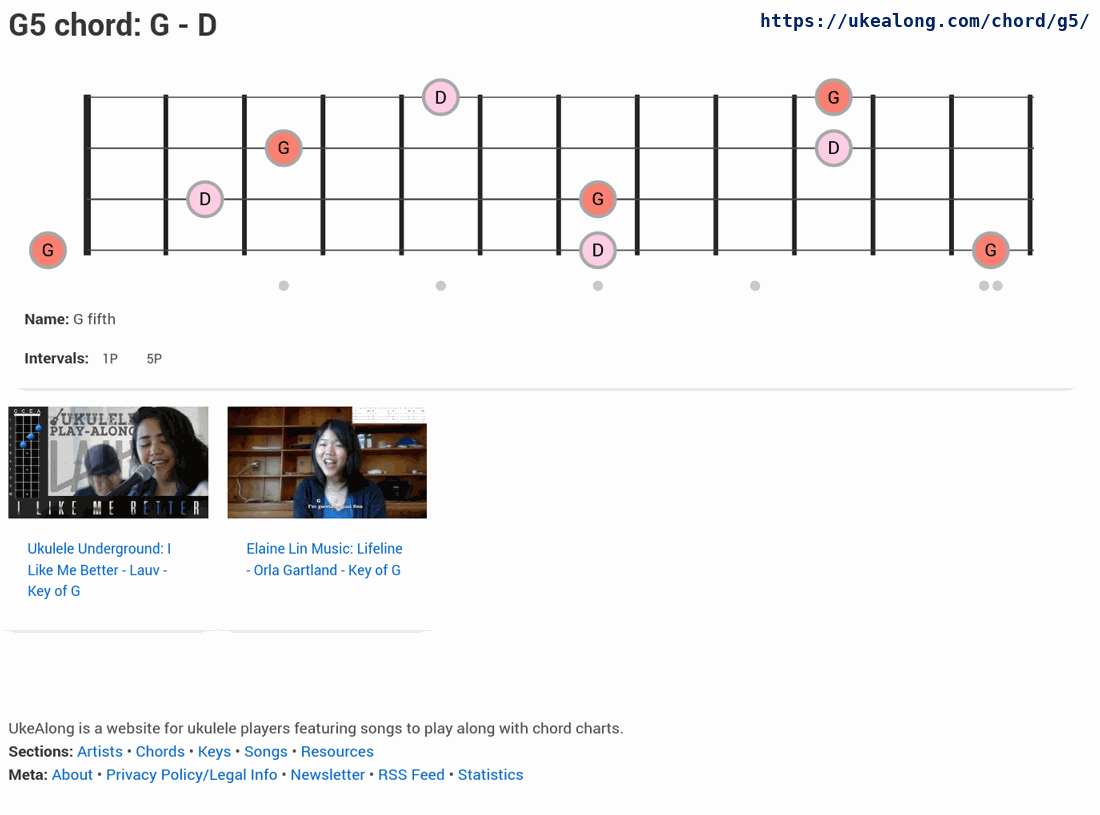 G5 chord: G - D
https://ukealong.com/chord/g5/
D
G
G
D
D
G
G
D
G
Name: G fifth
Intervals: 1P 5P
G C E A
UKULELE
PLAY-ALONG
LAUV
I LIKE ME BETTER
Ukulele Underground: I
Like Me Better - Lauv -
Key of G
Elaine Lin Music: Lifeline
- Orla Gartland - Key of G
UkeAlong is a website for ukulele players featuring songs to play along with chord charts.
Sections: Artists • Chords • Keys • Songs • Resources
Meta: About • Privacy Policy/Legal Info • Newsletter • RSS Feed • Statistics